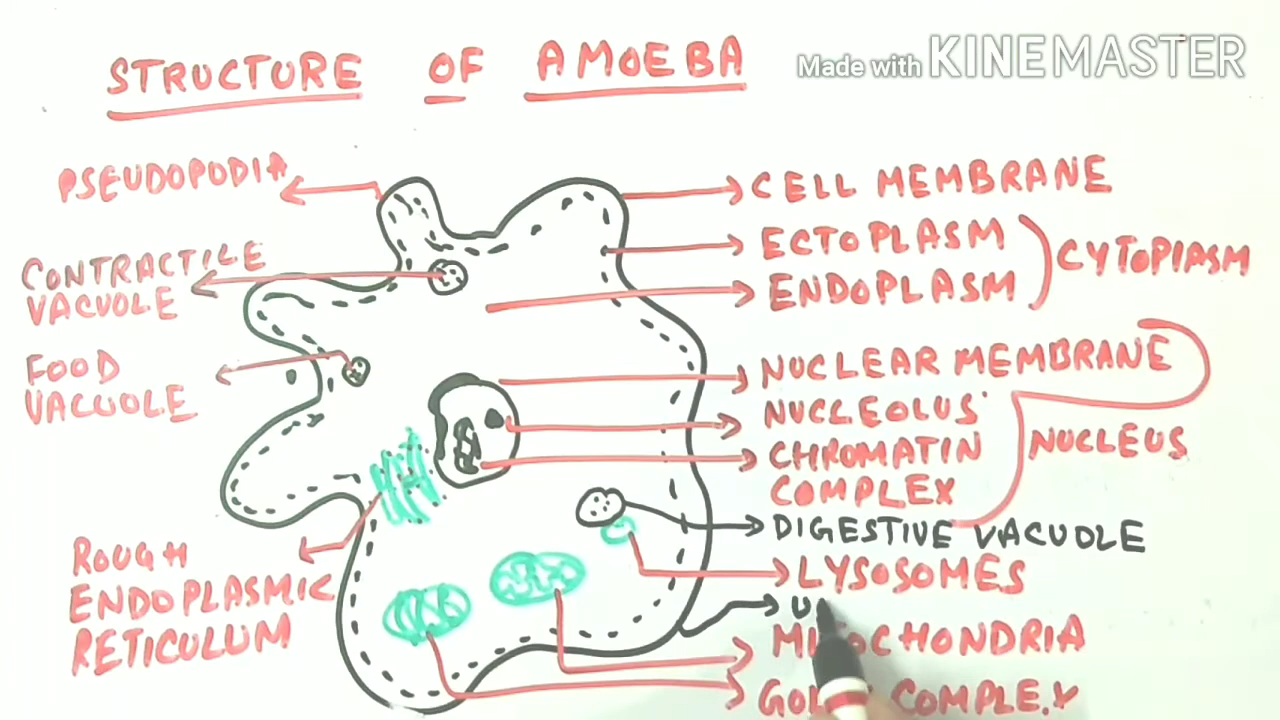 STRUCTURE OF AMOEBA
Made with KINEMASTER
PSEUDOPODIA
CONTRACTILE
VACUOLE
FOOD
VACUOLE
ROUGH
ENDOPLASMIC
RETICULUM
CELL MEMBRANE
ECTOPLASM
ENDOPLASM
CYTOPLASM
NUCLEAR MEMBRANE
NUCLEOLUS
CHROMATIN
COMPLEX
NUCLEUS
DIGESTIVE VACUOLE
LYSOSOMES
U
MITOCHONDRIA
COMPLEX